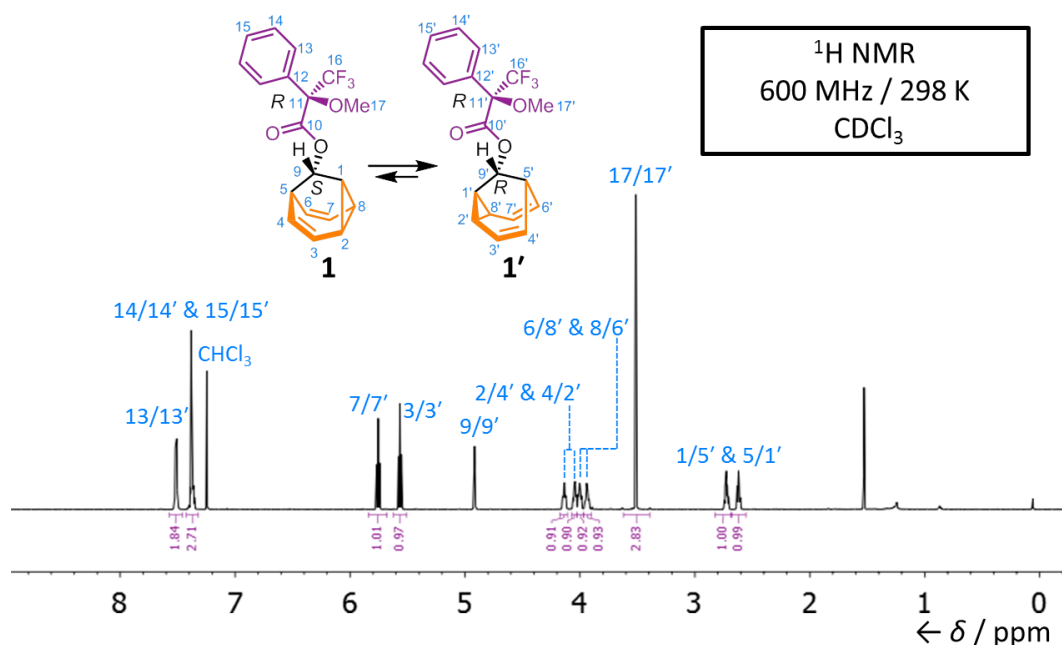 ¹H NMR
600 MHz / 298 K
CDCl₃
14
15
13
16
CF₃
12
R
11
OMe
17
10
O
O
H
9
1
S
5
6
7
8
4
3
2
1
14′
15′
13′
16′
CF₃
12′
R
11′
OMe
17′
10′
O
O
H
9′
5′
R
1′
8′
7′
6′
2′
3′
4′
1′
17/17′
14/14′ & 15/15′
CHCl₃
13/13′
7/7′
3/3′
9/9′
2/4′ & 4/2′
6/8′ & 8/6′
1/5′ & 5/1′
1.84
2.71
1.01
0.97
0.91
0.90
0.92
0.93
2.83
1.00
0.99
8
7
6
5
4
3
2
1
0
← δ / ppm